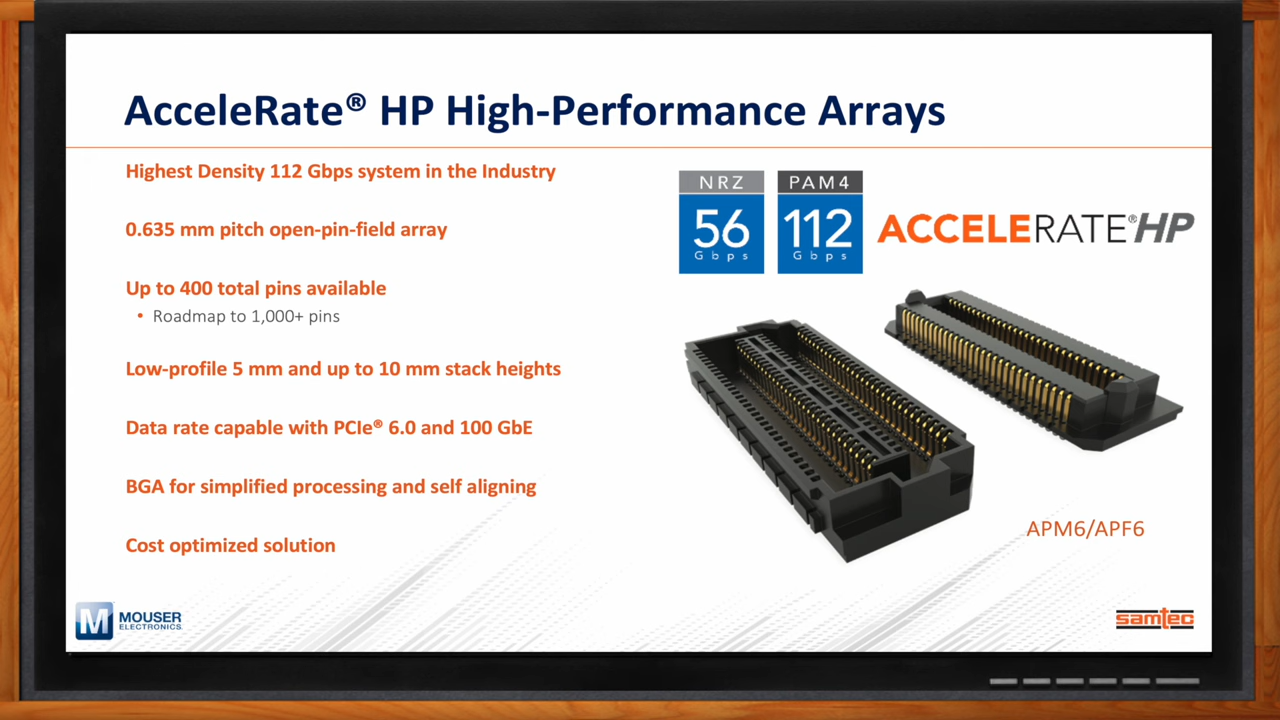 AcceleRate® HP High-Performance Arrays
Highest Density 112 Gbps system in the Industry
0.635 mm pitch open-pin-field array
Up to 400 total pins available
• Roadmap to 1,000+ pins
Low-profile 5 mm and up to 10 mm stack heights
Data rate capable with PCIe® 6.0 and 100 GbE
BGA for simplified processing and self aligning
Cost optimized solution
NRZ
56
Gbps
PAM4
112
Gbps
ACCELERATE®HP
APM6/APF6
M MOUSER
ELECTRONICS
samtec